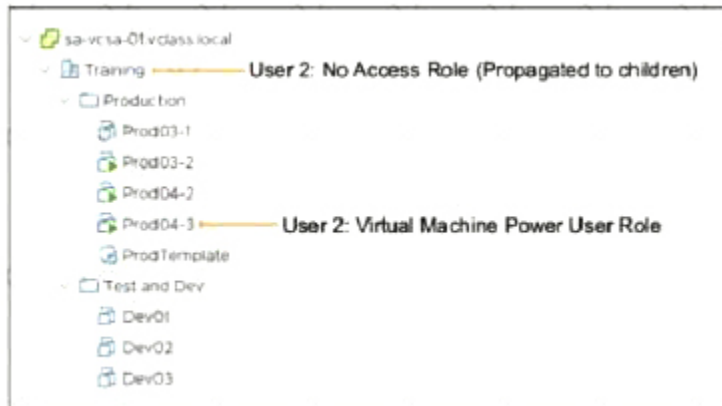 sa-vcsa-01.vclass.local
Training User 2: No Access Role (Propagated to children)
Production
Prod03-1
Prod03-2
Prod04-2
Prod04-3 User 2: Virtual Machine Power User Role
ProdTemplate
Test and Dev
Dev01
Dev02
Dev03